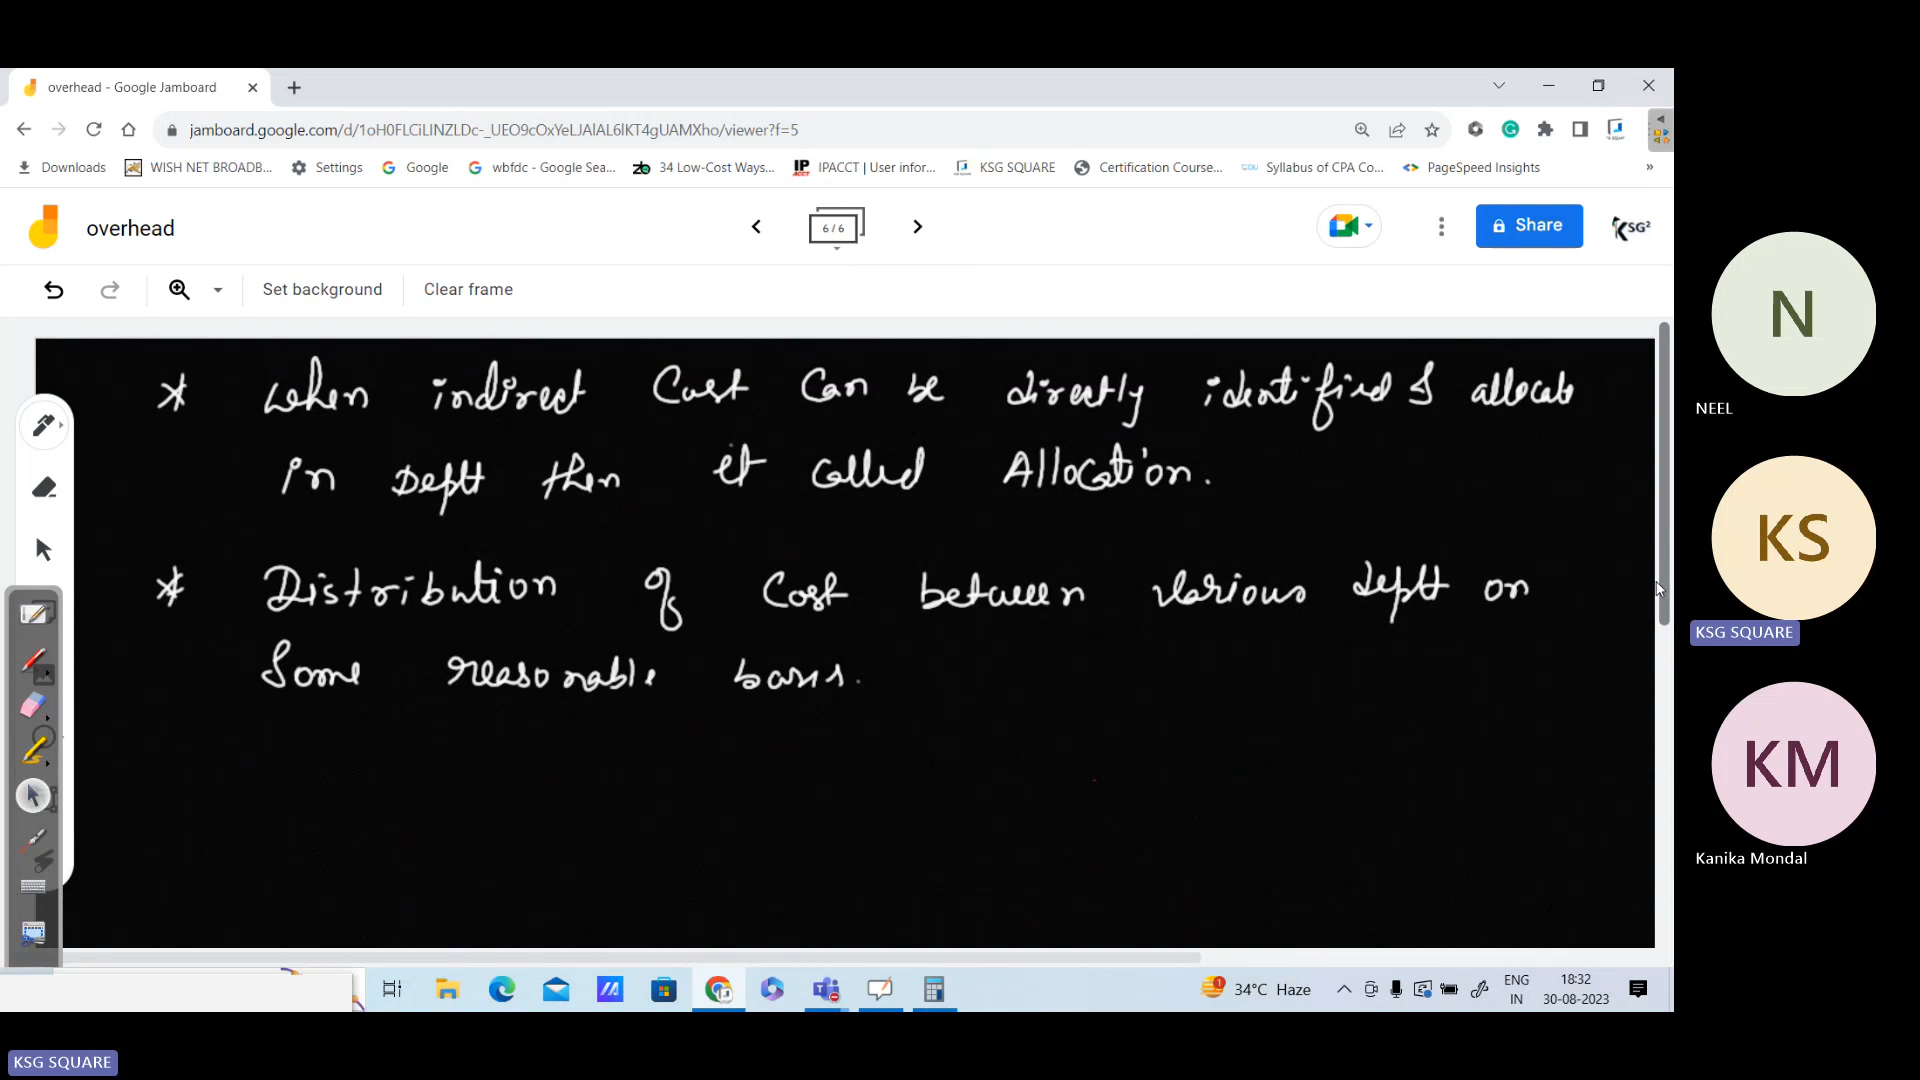 overhead - Google Jamboard
jamboard.google.com/d/1oH0FLCiLINZLDc-_UEO9cOxYeLJAlAL6lKT4gUAMXho/viewer?f=5
Downloads WISH NET BROADB... Settings Google wbfdc - Google Sea... 34 Low-Cost Ways... IPACCT | User infor... KSG SQUARE Certification Course... Syllabus of CPA Co... PageSpeed Insights »
overhead 6 / 6 Share KSG²
Set background Clear frame
* When indirect Cost Can be directly identified & allocate
in Deptt then it called Allocation.
* Distribution of Cost between various deptt on
Some reasonable basis.
N
NEEL
KS
KSG SQUARE
KM
Kanika Mondal
34°C Haze ENG IN 18:32 30-08-2023
KSG SQUARE